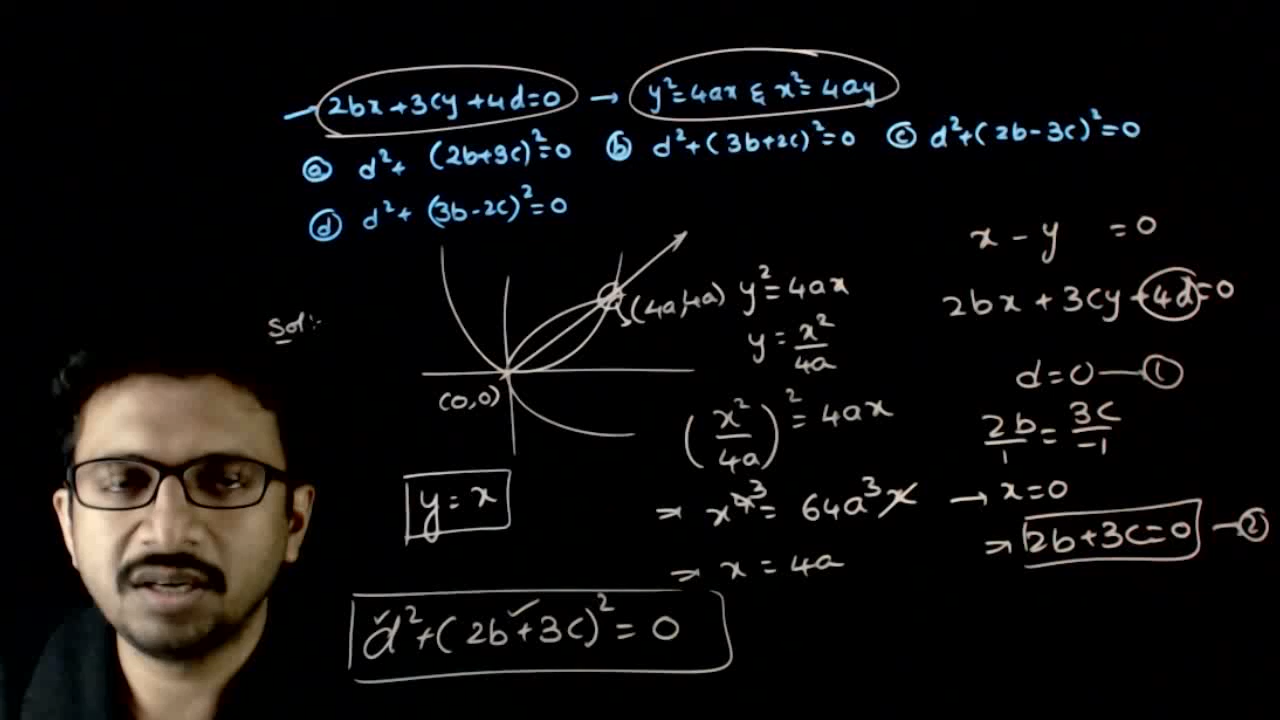 → 2bx + 3cy + 4d = 0 → y² = 4ax & x² = 4ay
ⓐ d² + (2b+3c)² = 0 ⓑ d² + (3b+2c)² = 0 ⓒ d² + (2b-3c)² = 0
ⓓ d² + (3b-2c)² = 0
Sol:-
(4a,4a)
(0,0)
y = x
y² = 4ax
y = x²/4a
(x²/4a)² = 4ax
⇒ x⁴³ = 64a³x → x = 0
⇒ x = 4a
x - y = 0
2bx + 3cy + 4d = 0
d = 0 — ①
2b/1 = 3c/-1
⇒ 2b + 3c = 0 — ②
✓d² + (2b ✓+ 3c)² = 0